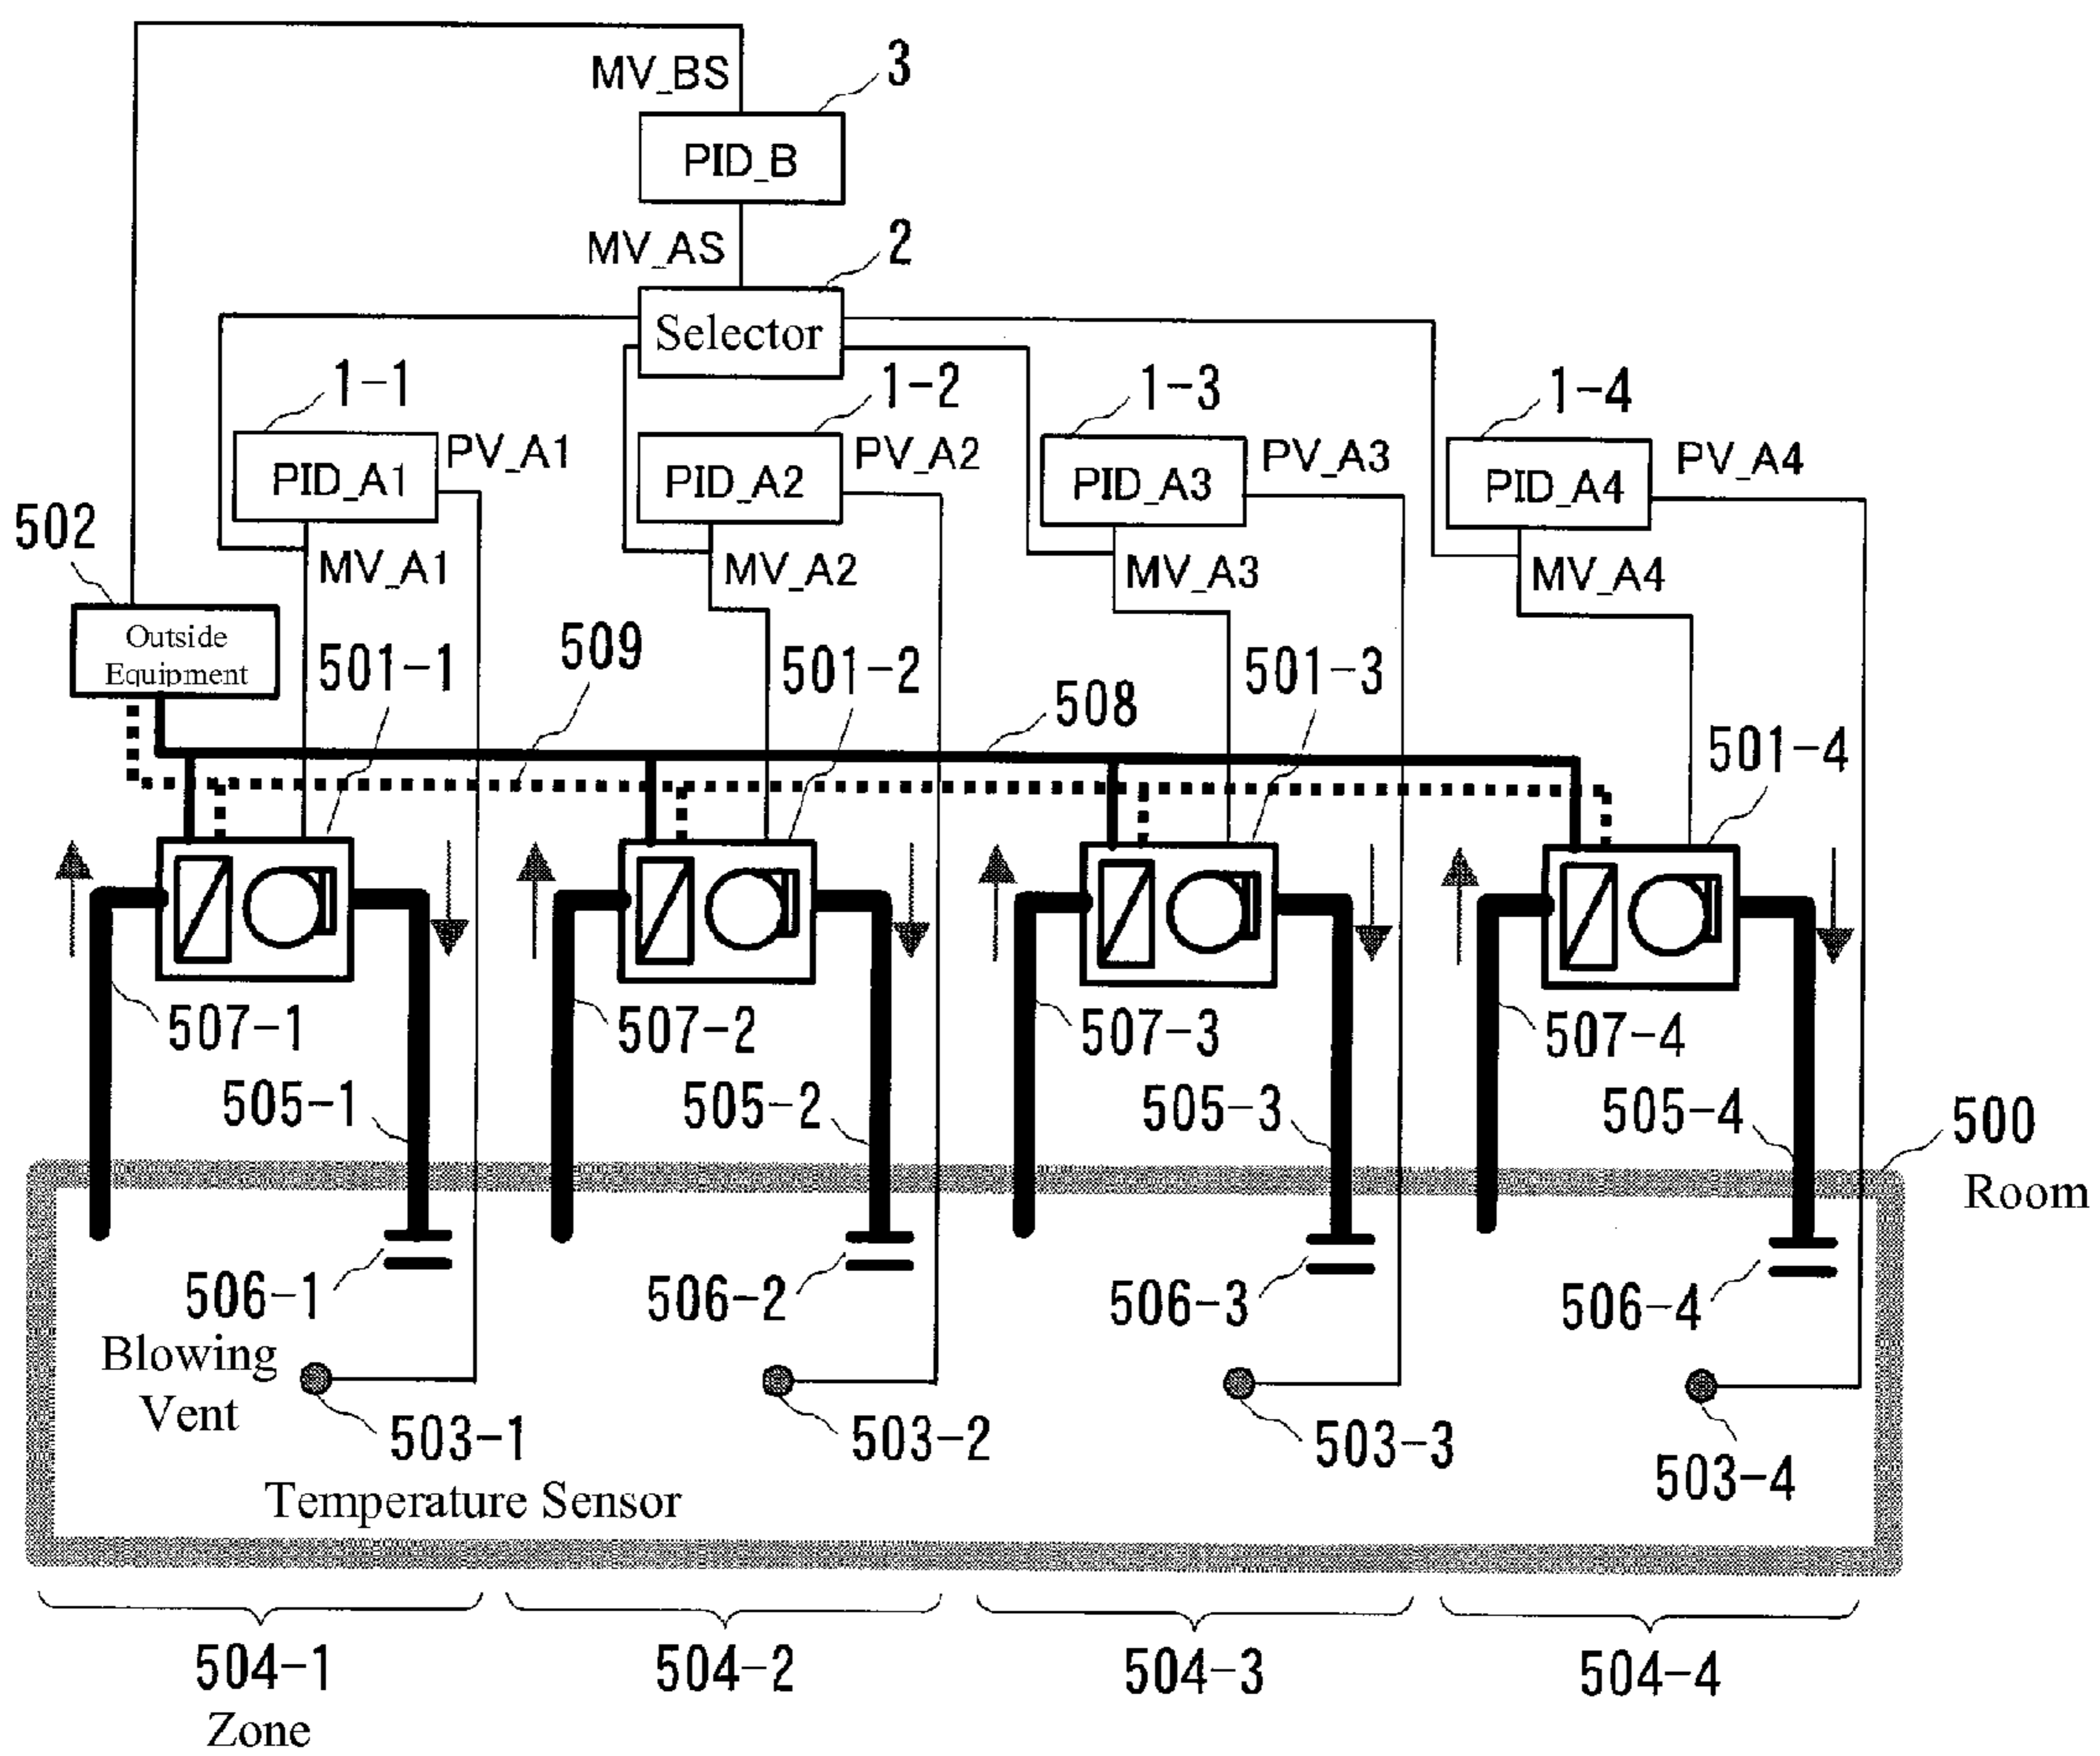 MV_BS
3
PID_B
MV_AS
2
Selector
1-1
1-2
1-3
1-4
PID_A1
PV_A1
PID_A2
PV_A2
PID_A3
PV_A3
PID_A4
PV_A4
502
MV_A1
MV_A2
MV_A3
MV_A4
Outside
Equipment
501-1
509
501-2
508
501-3
501-4
507-1
507-2
507-3
507-4
505-1
505-2
505-3
505-4
500
Room
506-1
506-2
506-3
506-4
Blowing
Vent
503-1
503-2
503-3
503-4
Temperature Sensor
504-1
504-2
504-3
504-4
Zone